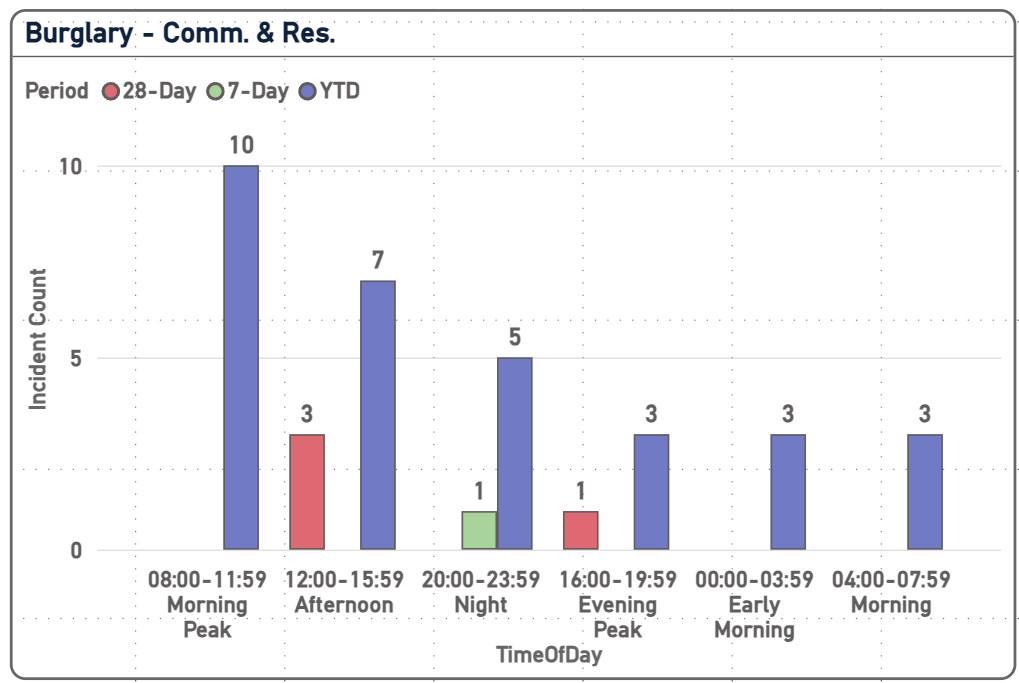 Burglary - Comm. & Res.
Period 28-Day 7-Day YTD
Incident Count
10
5
0
10
3
7
1
5
1
3
3
3
08:00-11:59 12:00-15:59 20:00-23:59 16:00-19:59 00:00-03:59 04:00-07:59
Morning Afternoon Night Evening Early Morning
Peak Peak Morning
TimeOfDay